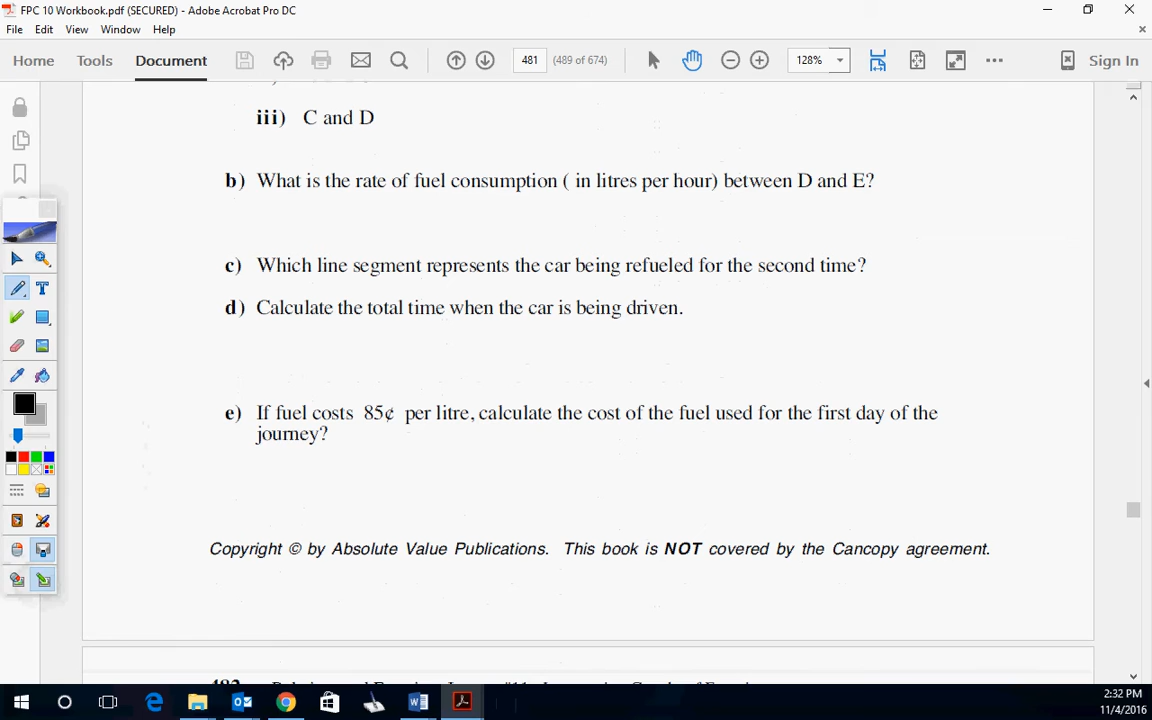 FPC 10 Workbook.pdf (SECURED) - Adobe Acrobat Pro DC
File Edit View Window Help
Home Tools Document 481 (489 of 674) 128% Sign In
iii) C and D
b) What is the rate of fuel consumption ( in litres per hour) between D and E?
c) Which line segment represents the car being refueled for the second time?
d) Calculate the total time when the car is being driven.
e) If fuel costs 85¢ per litre, calculate the cost of the fuel used for the first day of the
journey?
Copyright © by Absolute Value Publications. This book is NOT covered by the Cancopy agreement.
2:32 PM
11/4/2016